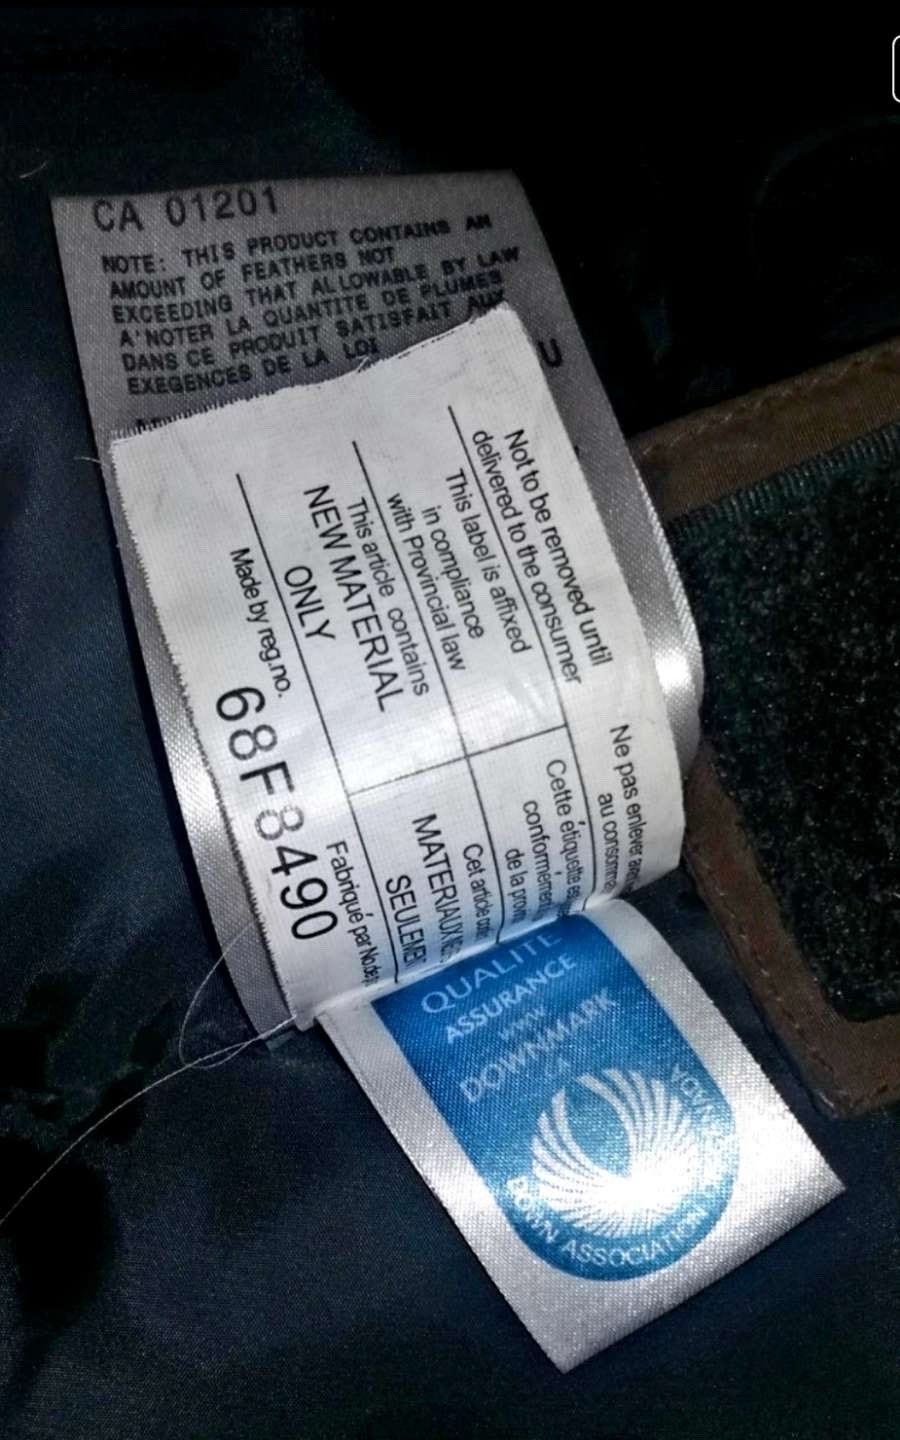 CA 01201
NOTE: THIS PRODUCT CONTAINS AN
AMOUNT OF FEATHERS NOT
EXCEEDING THAT ALLOWABLE BY LAW
A'NOTER LA QUANTITE DE PLUMES
DANS CE PRODUIT SATISFAIT AUX
EXEGENCES DE LA LOI
U
Not to be removed until
delivered to the consumer
This label is affixed
in compliance
with Provincial law
This article contains
NEW MATERIAL
ONLY
Made by reg.no.
68F8490
Ne pas enlever
au consomma
Cette étiquette es
conformémen
de la prov
Cet article
MATERIAUX
SEULEMEN
Fabriqué par No.
QUALITE
ASSURANCE
WWW
DOWNMARK
CA
DOWN ASSOCIATION